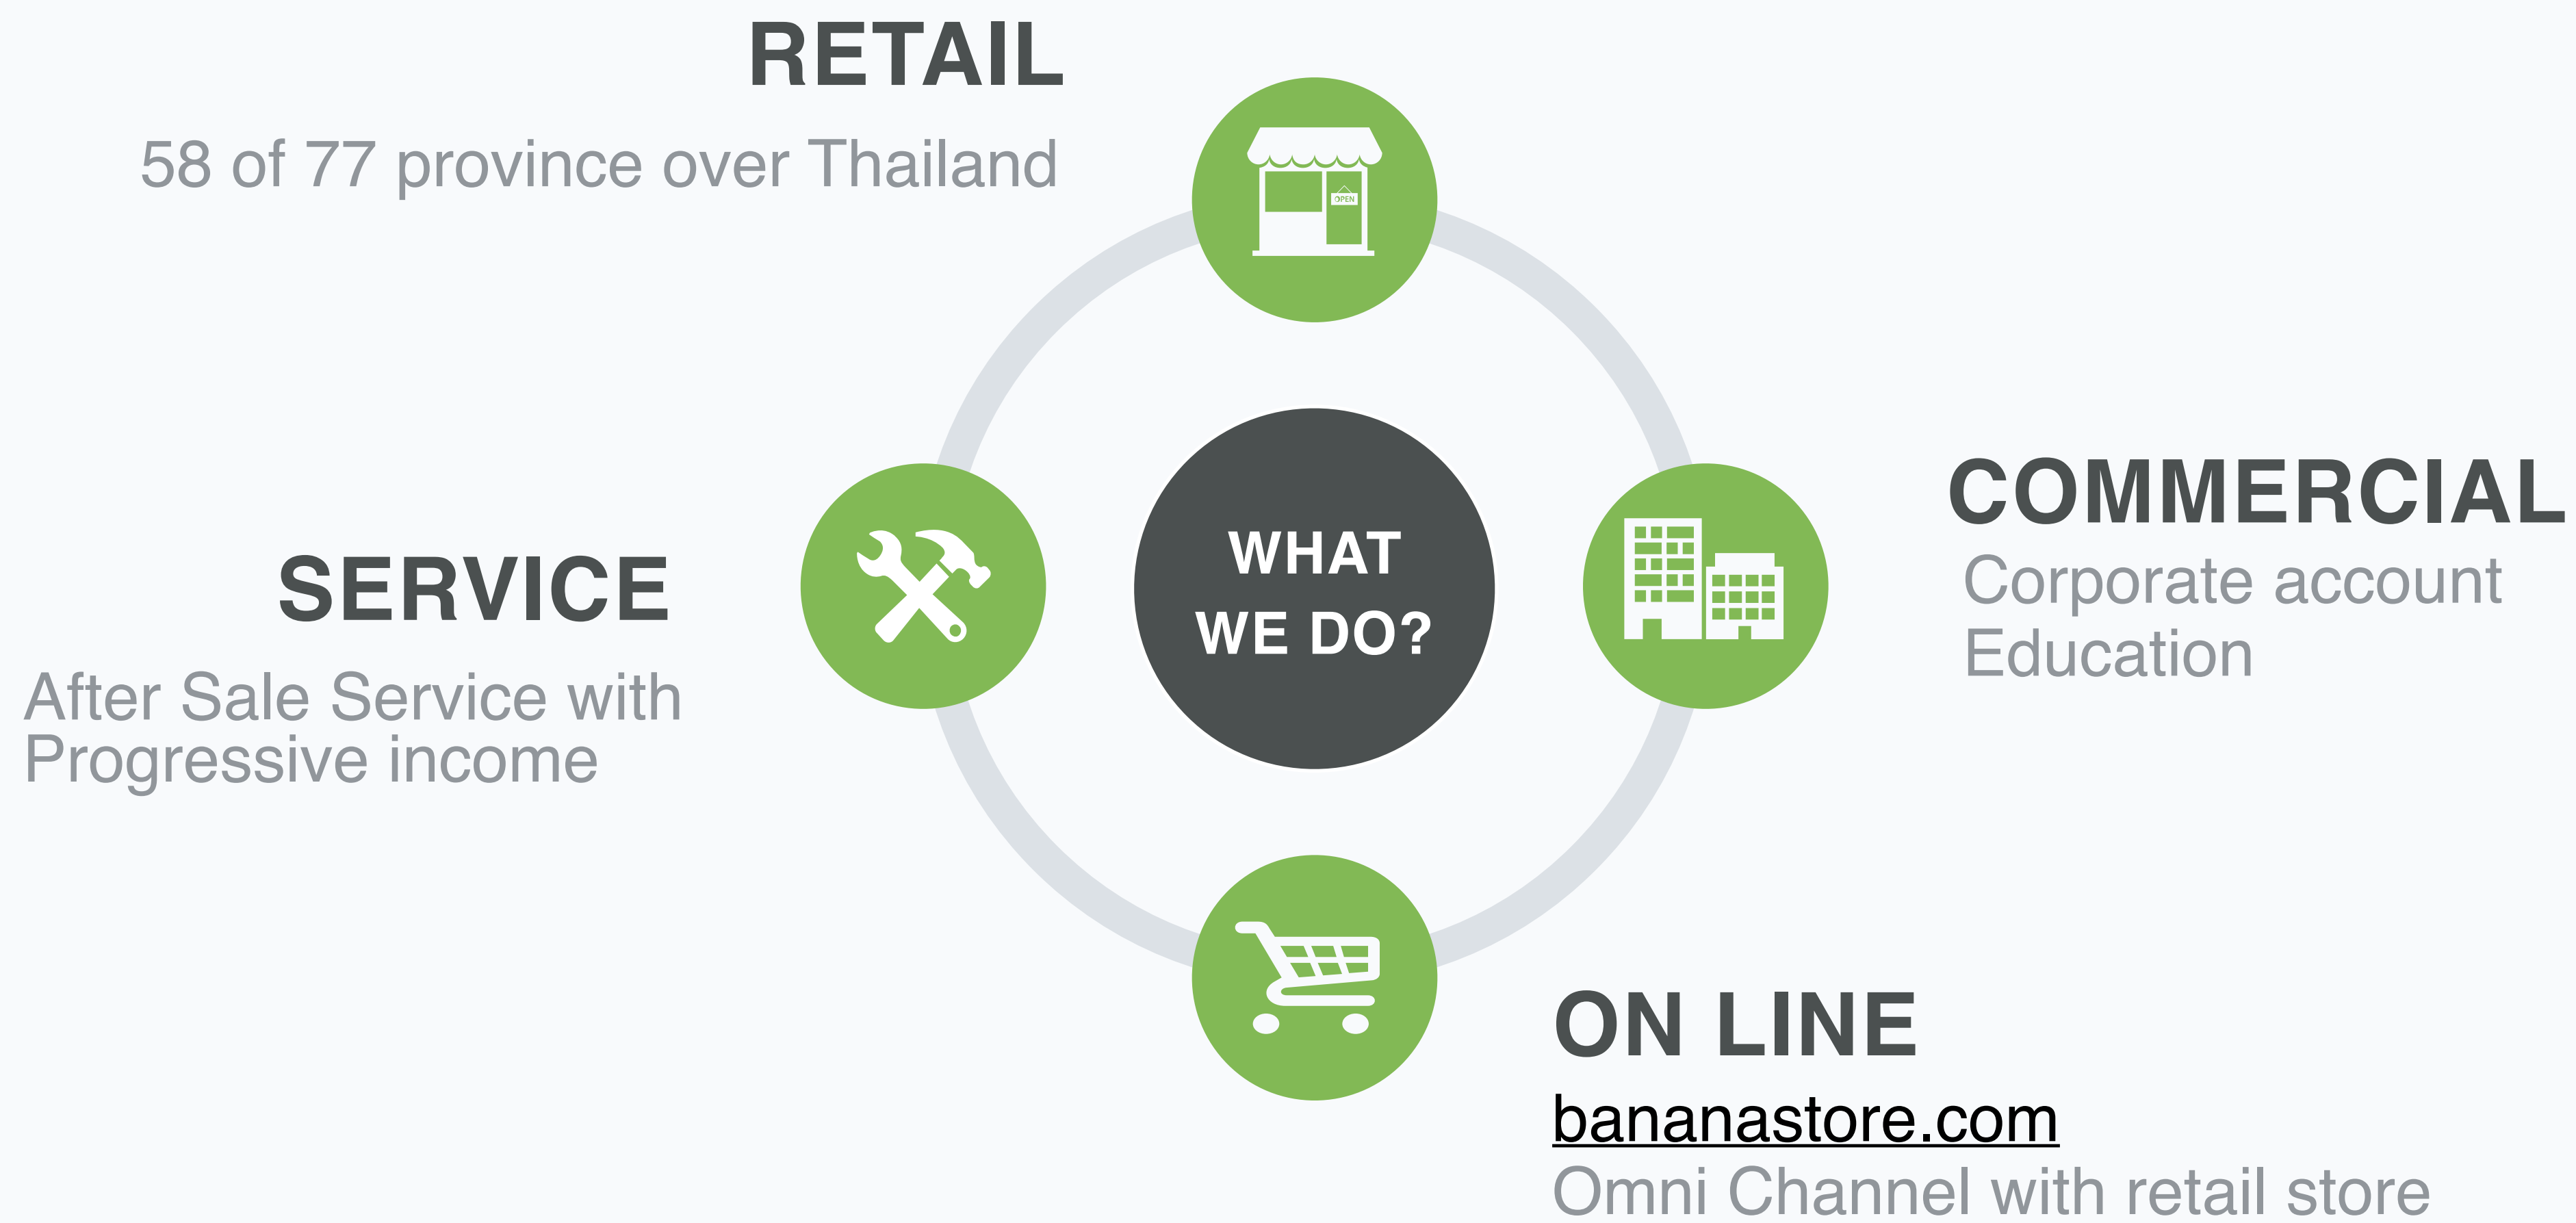 RETAIL
58 of 77 province over Thailand
OPEN
WHAT
WE DO?
COMMERCIAL
Corporate account
Education
SERVICE
After Sale Service with
Progressive income
ON LINE
bananastore.com
Omni Channel with retail store